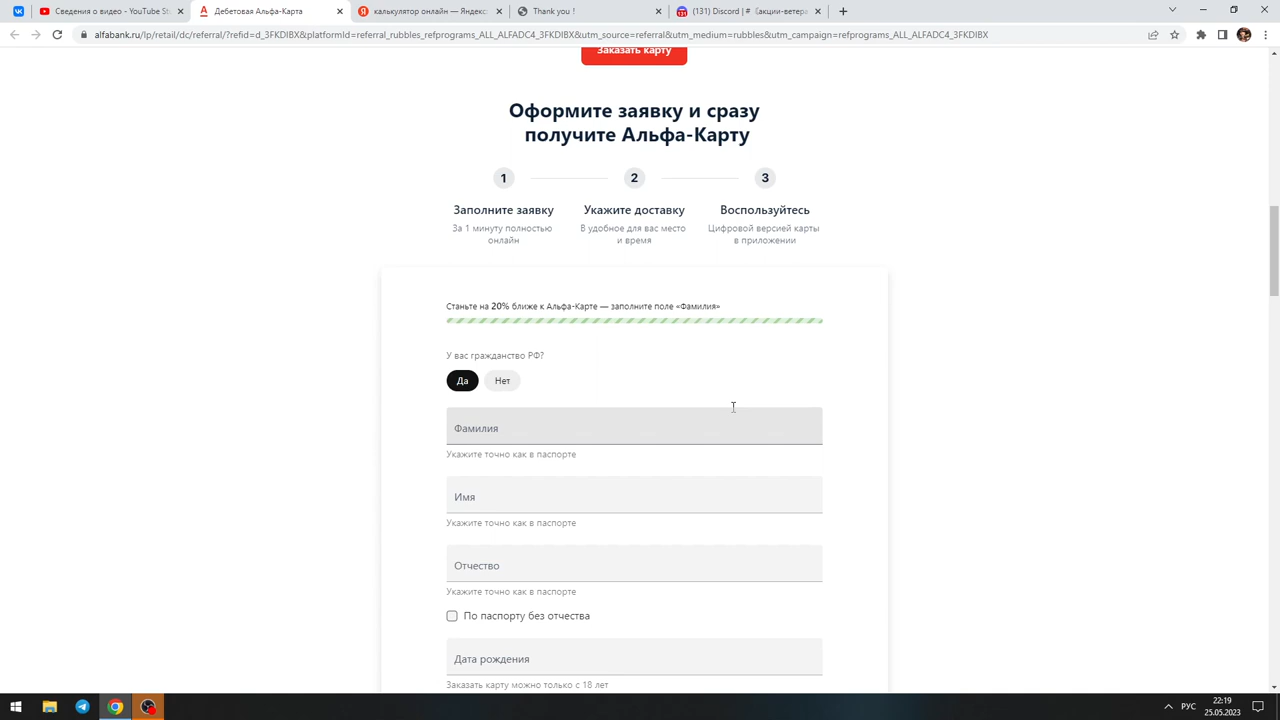 Сведения о видео - YouTube St
Дебетовая Альфа-Карта
калькулятор онлайн — Яндекс:
Thank you !
(131) Discord | #
alfabank.ru/lp/retail/dc/referral/?refid=d_3FKDIBX&platformId=referral_rubbles_refprograms_ALL_ALFADC4_3FKDIBX&utm_source=referral&utm_medium=rubbles&utm_campaign=refprograms_ALL_ALFADC4_3FKDIBX
Заказать карту
Оформите заявку и сразу
получите Альфа-Карту
1
2
3
Заполните заявку
Укажите доставку
Воспользуйтесь
За 1 минуту полностью
онлайн
В удобное для вас место
и время
Цифровой версией карты
в приложении
Станьте на 20% ближе к Альфа-Карте — заполните поле «Фамилия»
У вас гражданство РФ?
Да
Нет
Фамилия
Укажите точно как в паспорте
Имя
Укажите точно как в паспорте
Отчество
Укажите точно как в паспорте
По паспорту без отчества
Дата рождения
Заказать карту можно только с 18 лет
РУС
22:19
25.05.2023